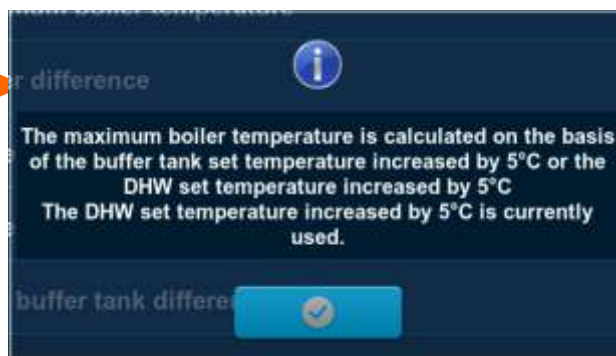 boiler temperature
difference
The maximum boiler temperature is calculated on the basis
of the buffer tank set temperature increased by 5°C or the
DHW set temperature increased by 5°C
The DHW set temperature increased by 5°C is currently
used.
buffer tank differe